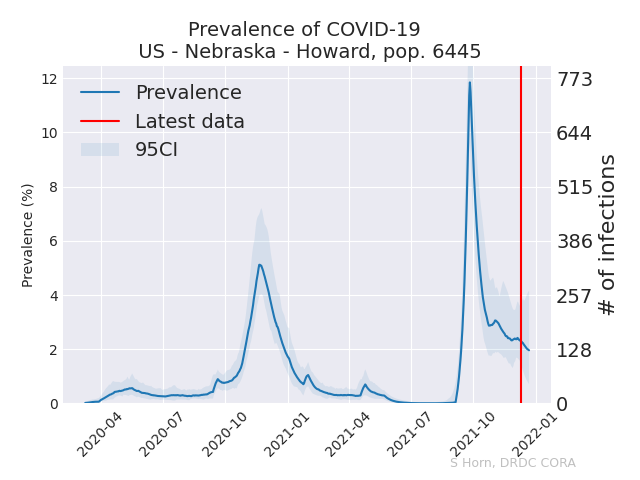 Prevalence of COVID-19
US - Nebraska - Howard, pop. 6445
Prevalence
Latest data
95CI
Prevalence (%)
12
10
8
6
4
2
0
773
644
515
386
257
128
0
# of infections
2020-04
2020-07
2020-10
2021-01
2021-04
2021-07
2021-10
2022-01
S Horn, DRDC CORA